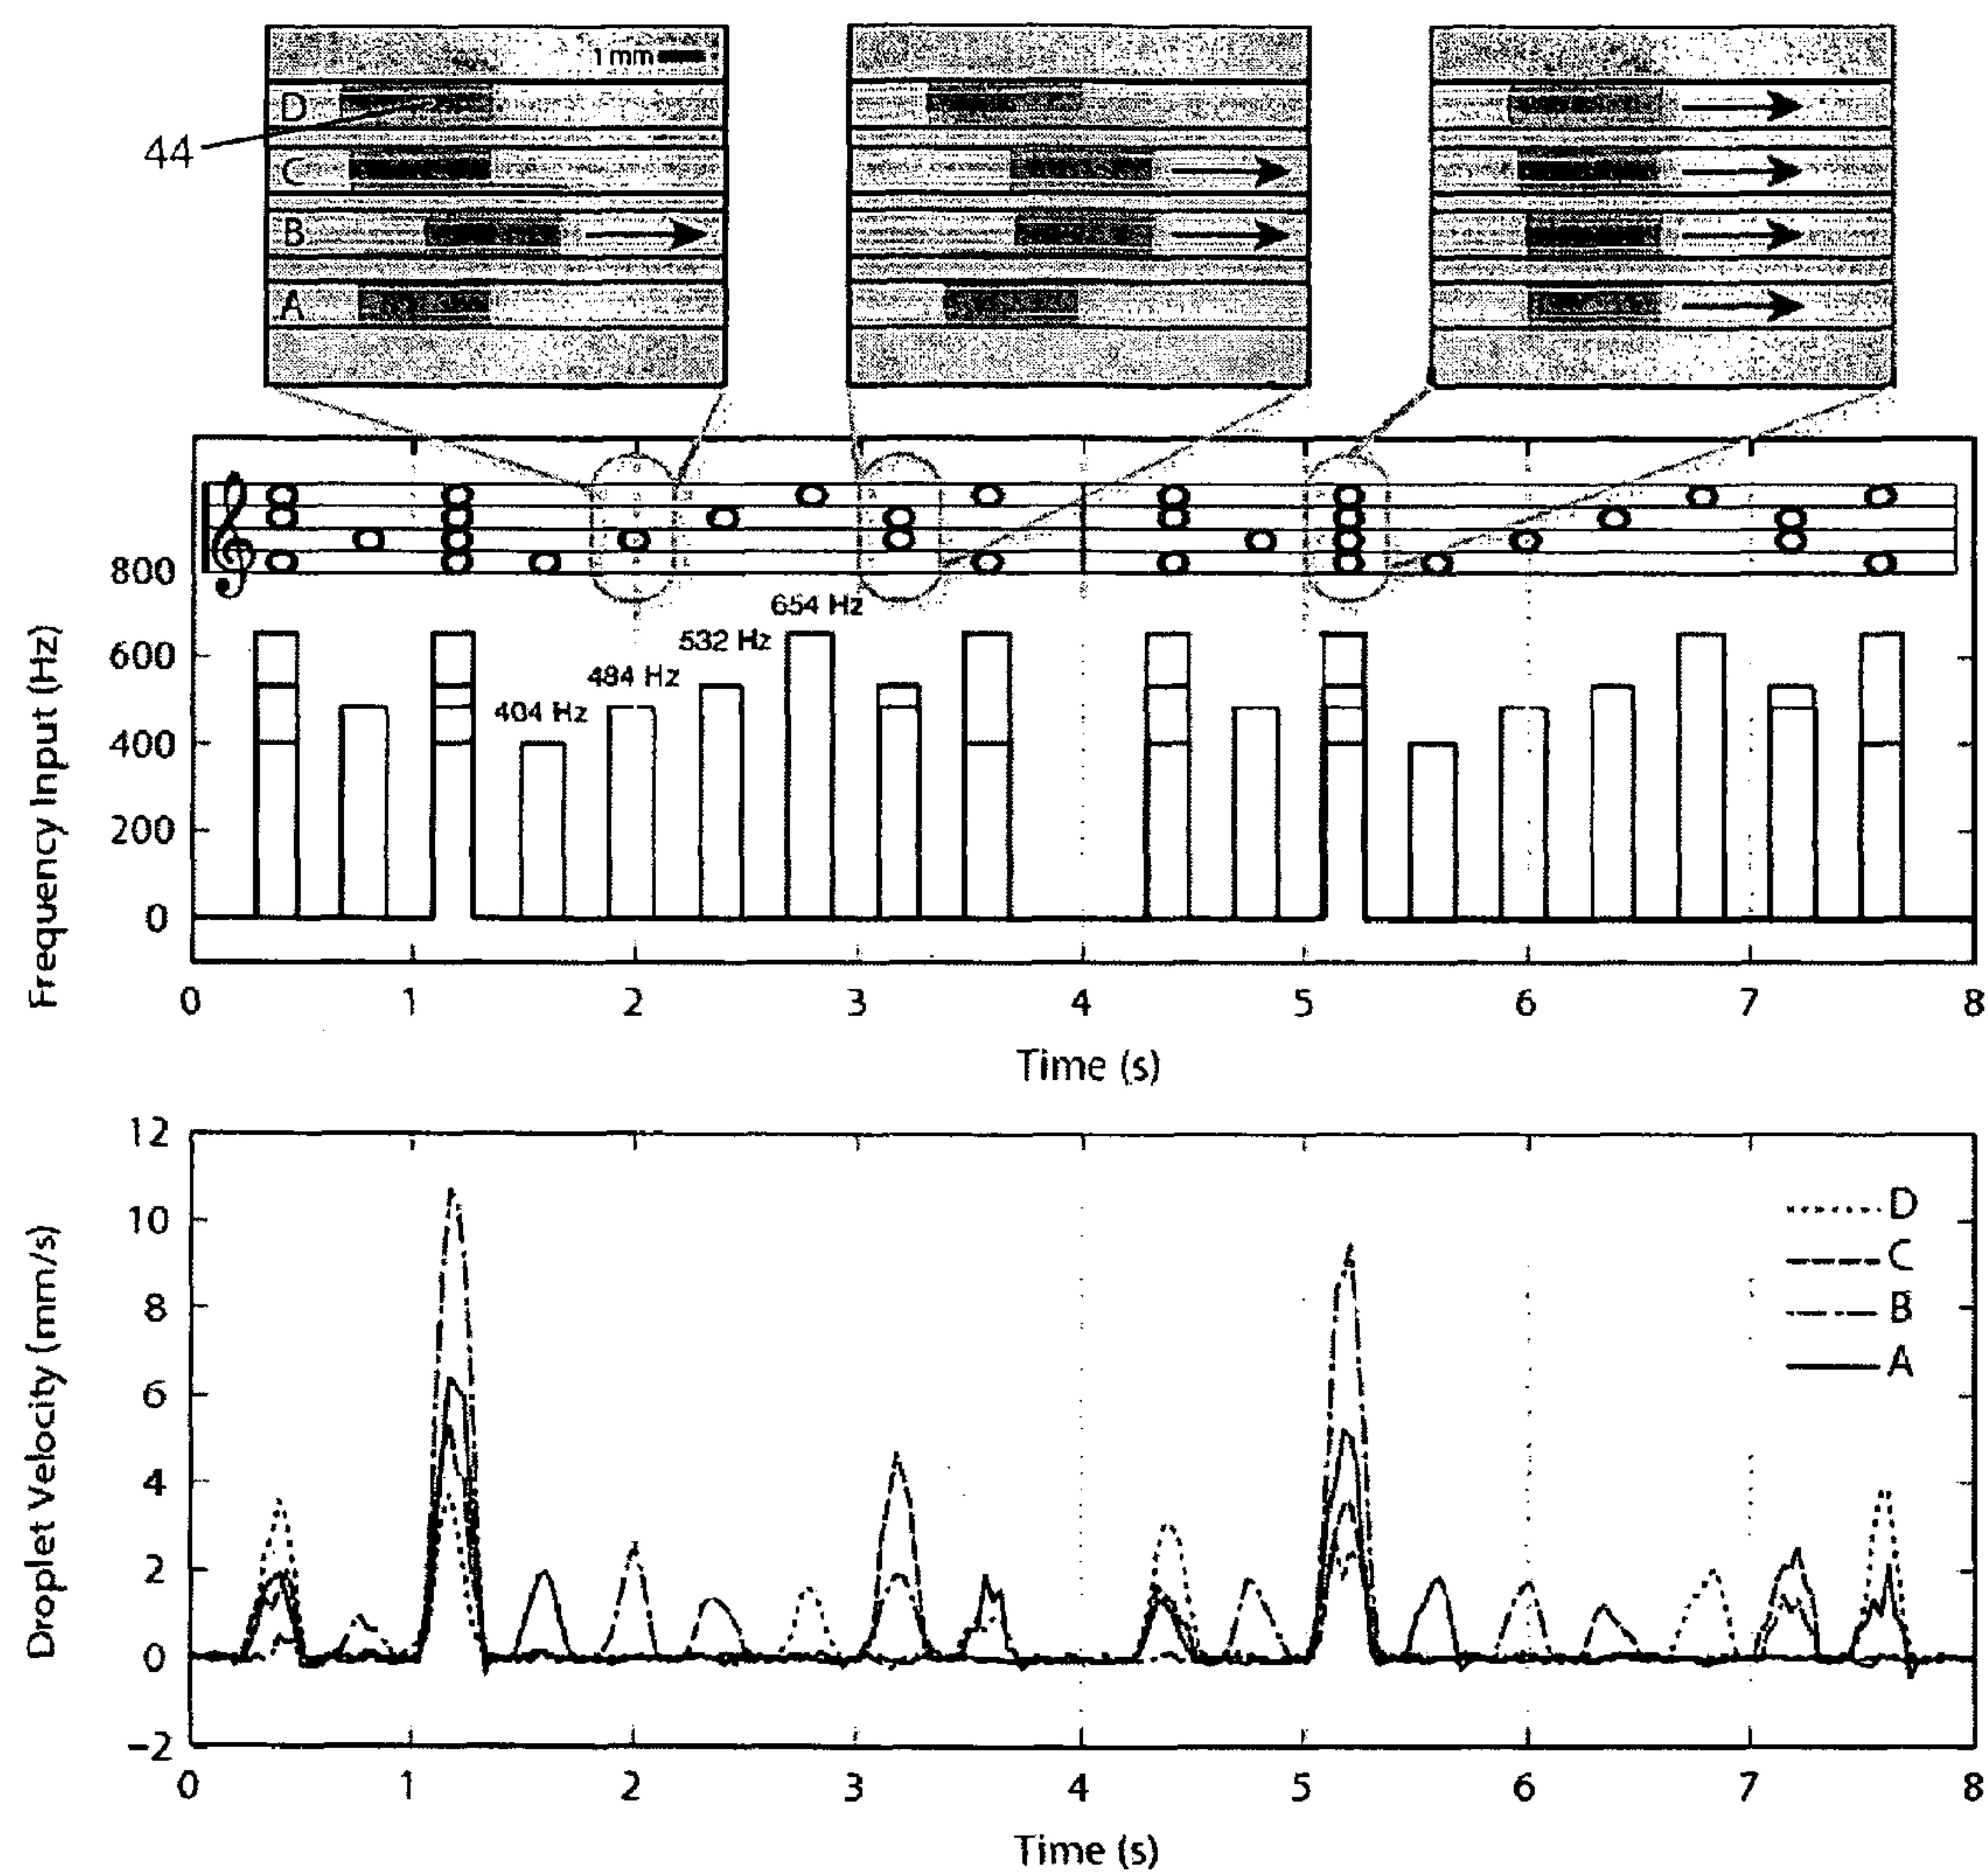 1 mm
D
44
C
B
A
800
654 Hz
532 Hz
484 Hz
404 Hz
600
400
200
0
Frequency Input (Hz)
0 1 2 3 4 5 6 7 8
Time (s)
12
10
8
6
4
2
0
-2
Droplet Velocity (mm/s)
D
C
B
A
0 1 2 3 4 5 6 7 8
Time (s)